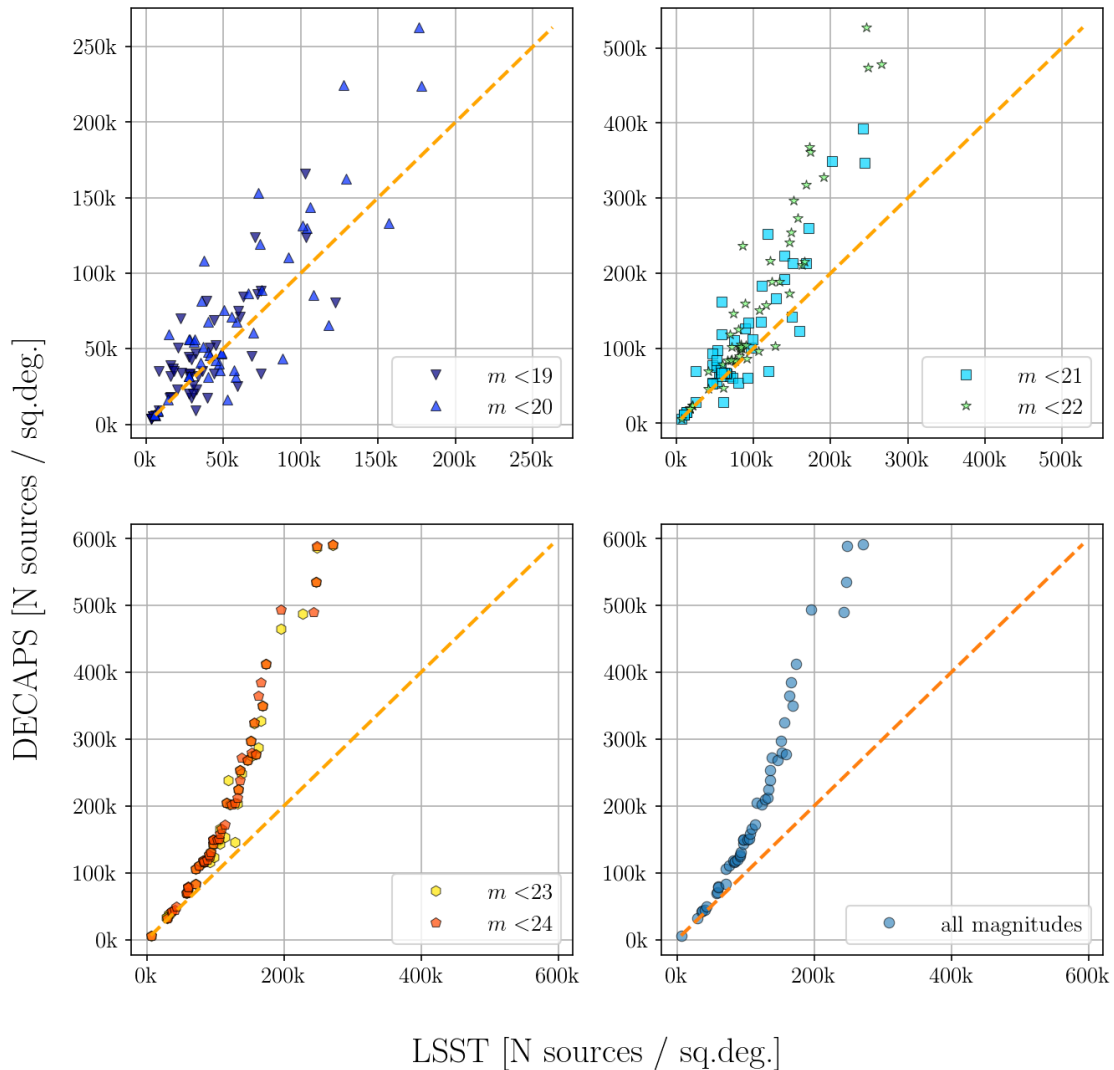 250k
200k
150k
100k
50k
0k
0k 50k 100k 150k 200k 250k
m <19
m <20
500k
400k
300k
200k
100k
0k
0k 100k 200k 300k 400k 500k
m <21
m <22
600k
500k
400k
300k
200k
100k
0k
0k 200k 400k 600k
m <23
m <24
600k
500k
400k
300k
200k
100k
0k
0k 200k 400k 600k
all magnitudes
DECAPS [N sources / sq.deg.]
LSST [N sources / sq.deg.]